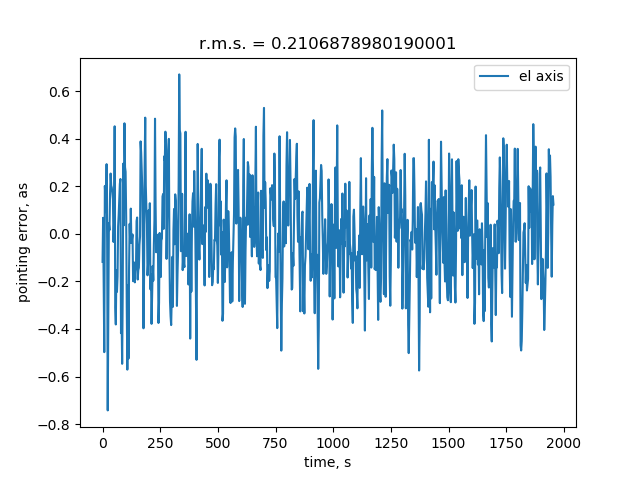 r.m.s. = 0.2106878980190001
el axis
0.6
0.4
0.2
0.0
−0.2
−0.4
−0.6
−0.8
pointing error, as
0 250 500 750 1000 1250 1500 1750 2000
time, s